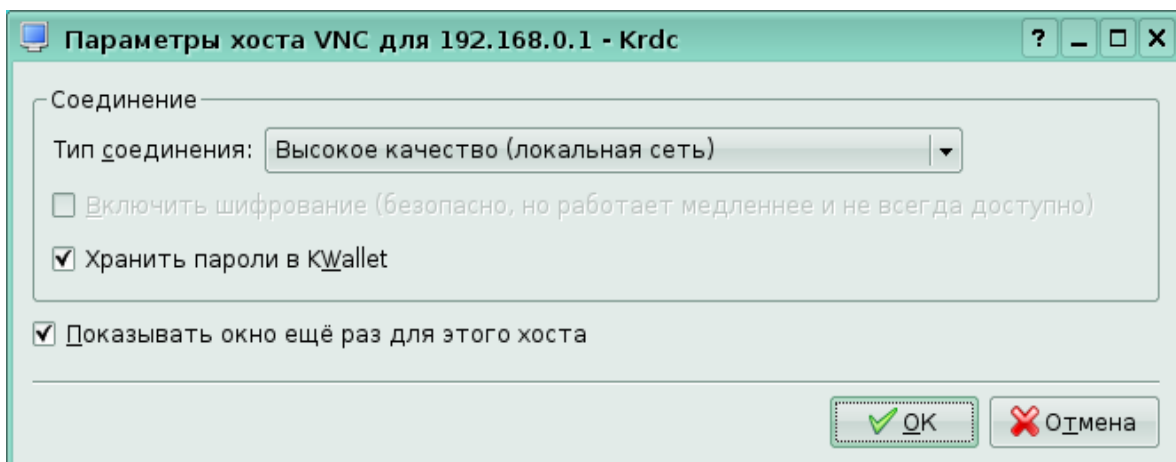 Параметры хоста VNC для 192.168.0.1 - Krdc
Соединение
Тип соединения: Высокое качество (локальная сеть)
Включить шифрование (безопасно, но работает медленнее и не всегда доступно)
Хранить пароли в KWallet
Показывать окно ещё раз для этого хоста
OK Отмена